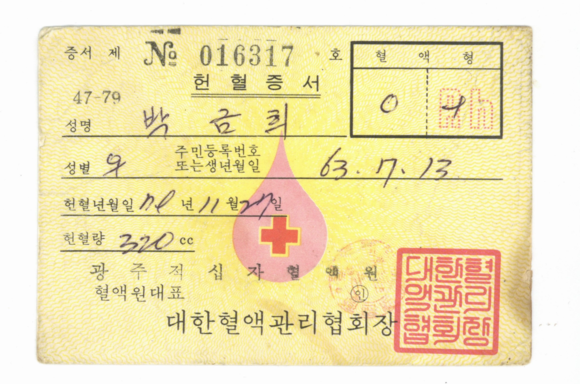 증서 제 № 016317 호
헌혈증서
혈액형
O
Rh
47-79
성명 박금희
성별 우 주민등록번호 또는생년월일 63. 7. 13
헌혈년월일 년 11 월 27 일
헌혈량 320 cc
광주적십자혈액원
혈액원대표
대한혈액관리협회장
대한혈
액관리
협회장